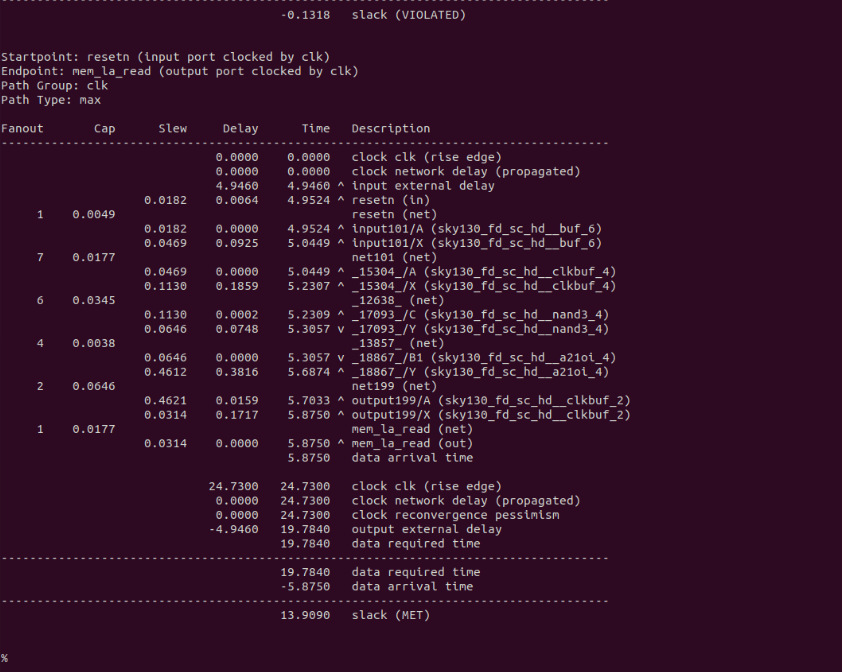 -------------------------------------------------------------------------------------
                                       -0.1318   slack (VIOLATED)
Startpoint: resetn (input port clocked by clk)
Endpoint: mem_la_read (output port clocked by clk)
Path Group: clk
Path Type: max
Fanout       Cap      Slew     Delay      Time   Description
-------------------------------------------------------------------------------------
                              0.0000    0.0000   clock clk (rise edge)
                              0.0000    0.0000   clock network delay (propagated)
                              4.9460    4.9460 ^ input external delay
                    0.0182    0.0064    4.9524 ^ resetn (in)
     1    0.0049                                 resetn (net)
                    0.0182    0.0000    4.9524 ^ input101/A (sky130_fd_sc_hd__buf_6)
                    0.0469    0.0925    5.0449 ^ input101/X (sky130_fd_sc_hd__buf_6)
     7    0.0177                                 net101 (net)
                    0.0469    0.0000    5.0449 ^ _15304_/A (sky130_fd_sc_hd__clkbuf_4)
                    0.1130    0.1859    5.2307 ^ _15304_/X (sky130_fd_sc_hd__clkbuf_4)
     6    0.0345                                 _12638_ (net)
                    0.1130    0.0002    5.2309 ^ _17093_/C (sky130_fd_sc_hd__nand3_4)
                    0.0646    0.0748    5.3057 v _17093_/Y (sky130_fd_sc_hd__nand3_4)
     4    0.0038                                 _13857_ (net)
                    0.0646    0.0000    5.3057 v _18867_/B1 (sky130_fd_sc_hd__a21oi_4)
                    0.4612    0.3816    5.6874 ^ _18867_/Y (sky130_fd_sc_hd__a21oi_4)
     2    0.0646                                 net199 (net)
                    0.4621    0.0159    5.7033 ^ output199/A (sky130_fd_sc_hd__clkbuf_2)
                    0.0314    0.1717    5.8750 ^ output199/X (sky130_fd_sc_hd__clkbuf_2)
     1    0.0177                                 mem_la_read (net)
                    0.0314    0.0000    5.8750 ^ mem_la_read (out)
                                        5.8750   data arrival time
                             24.7300   24.7300   clock clk (rise edge)
                              0.0000   24.7300   clock network delay (propagated)
                              0.0000   24.7300   clock reconvergence pessimism
                             -4.9460   19.7840   output external delay
                                       19.7840   data required time
-------------------------------------------------------------------------------------
                                       19.7840   data required time
                                       -5.8750   data arrival time
-------------------------------------------------------------------------------------
                                       13.9090   slack (MET)
%